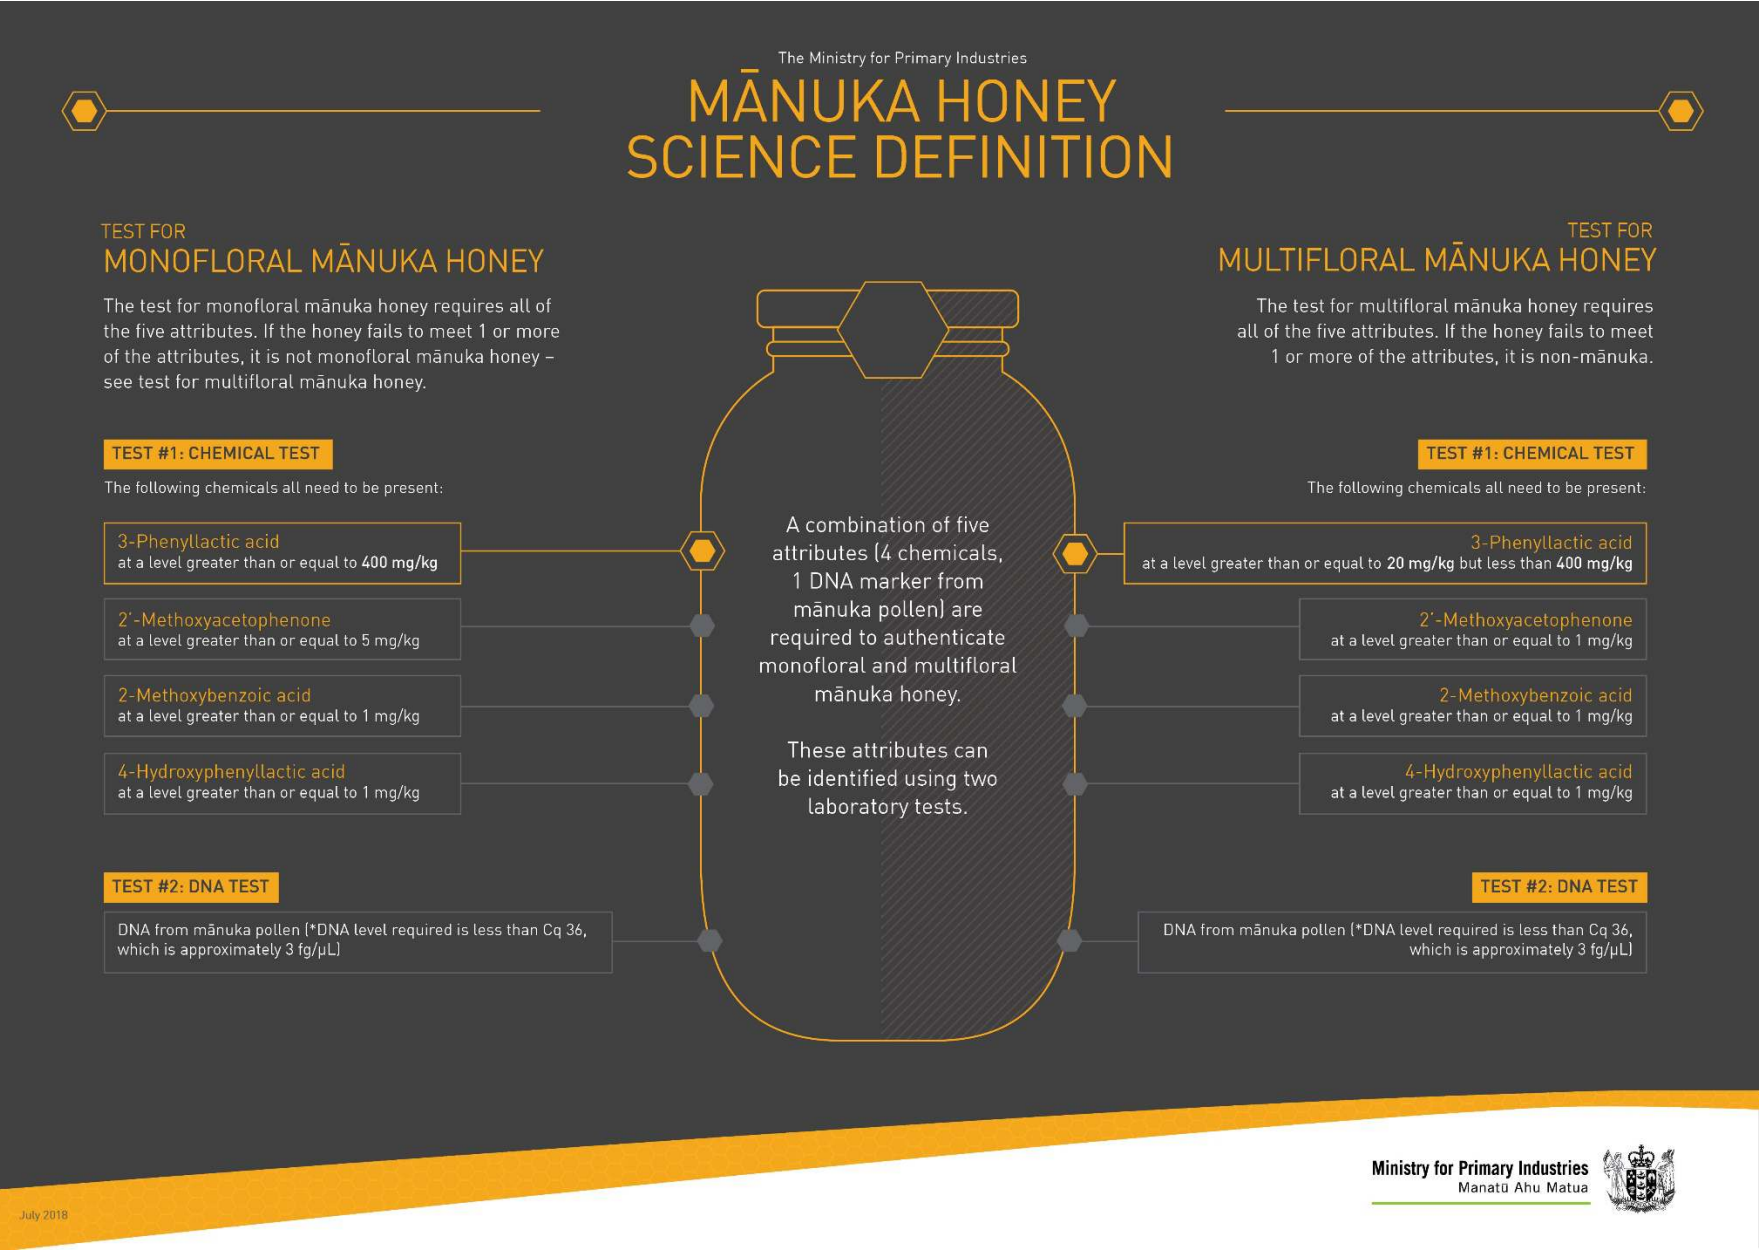 The Ministry for Primary Industries
MĀNUKA HONEY
SCIENCE DEFINITION
TEST FOR
MONOFLORAL MĀNUKA HONEY
The test for monofloral mānuka honey requires all of
the five attributes. If the honey fails to meet 1 or more
of the attributes, it is not monofloral mānuka honey –
see test for multifloral mānuka honey.
TEST #1: CHEMICAL TEST
The following chemicals all need to be present:
3-Phenyllactic acid
at a level greater than or equal to 400 mg/kg
2'-Methoxyacetophenone
at a level greater than or equal to 5 mg/kg
2-Methoxybenzoic acid
at a level greater than or equal to 1 mg/kg
4-Hydroxyphenyllactic acid
at a level greater than or equal to 1 mg/kg
TEST #2: DNA TEST
DNA from mānuka pollen (*DNA level required is less than Cq 36,
which is approximately 3 fg/μL)
A combination of five
attributes (4 chemicals,
1 DNA marker from
mānuka pollen) are
required to authenticate
monofloral and multifloral
mānuka honey.
These attributes can
be identified using two
laboratory tests.
TEST FOR
MULTIFLORAL MĀNUKA HONEY
The test for multifloral mānuka honey requires
all of the five attributes. If the honey fails to meet
1 or more of the attributes, it is non-mānuka.
TEST #1: CHEMICAL TEST
The following chemicals all need to be present:
3-Phenyllactic acid
at a level greater than or equal to 20 mg/kg but less than 400 mg/kg
2'-Methoxyacetophenone
at a level greater than or equal to 1 mg/kg
2-Methoxybenzoic acid
at a level greater than or equal to 1 mg/kg
4-Hydroxyphenyllactic acid
at a level greater than or equal to 1 mg/kg
TEST #2: DNA TEST
DNA from mānuka pollen (*DNA level required is less than Cq 36,
which is approximately 3 fg/μL)
Ministry for Primary Industries
Manatū Ahu Matua
July 2018